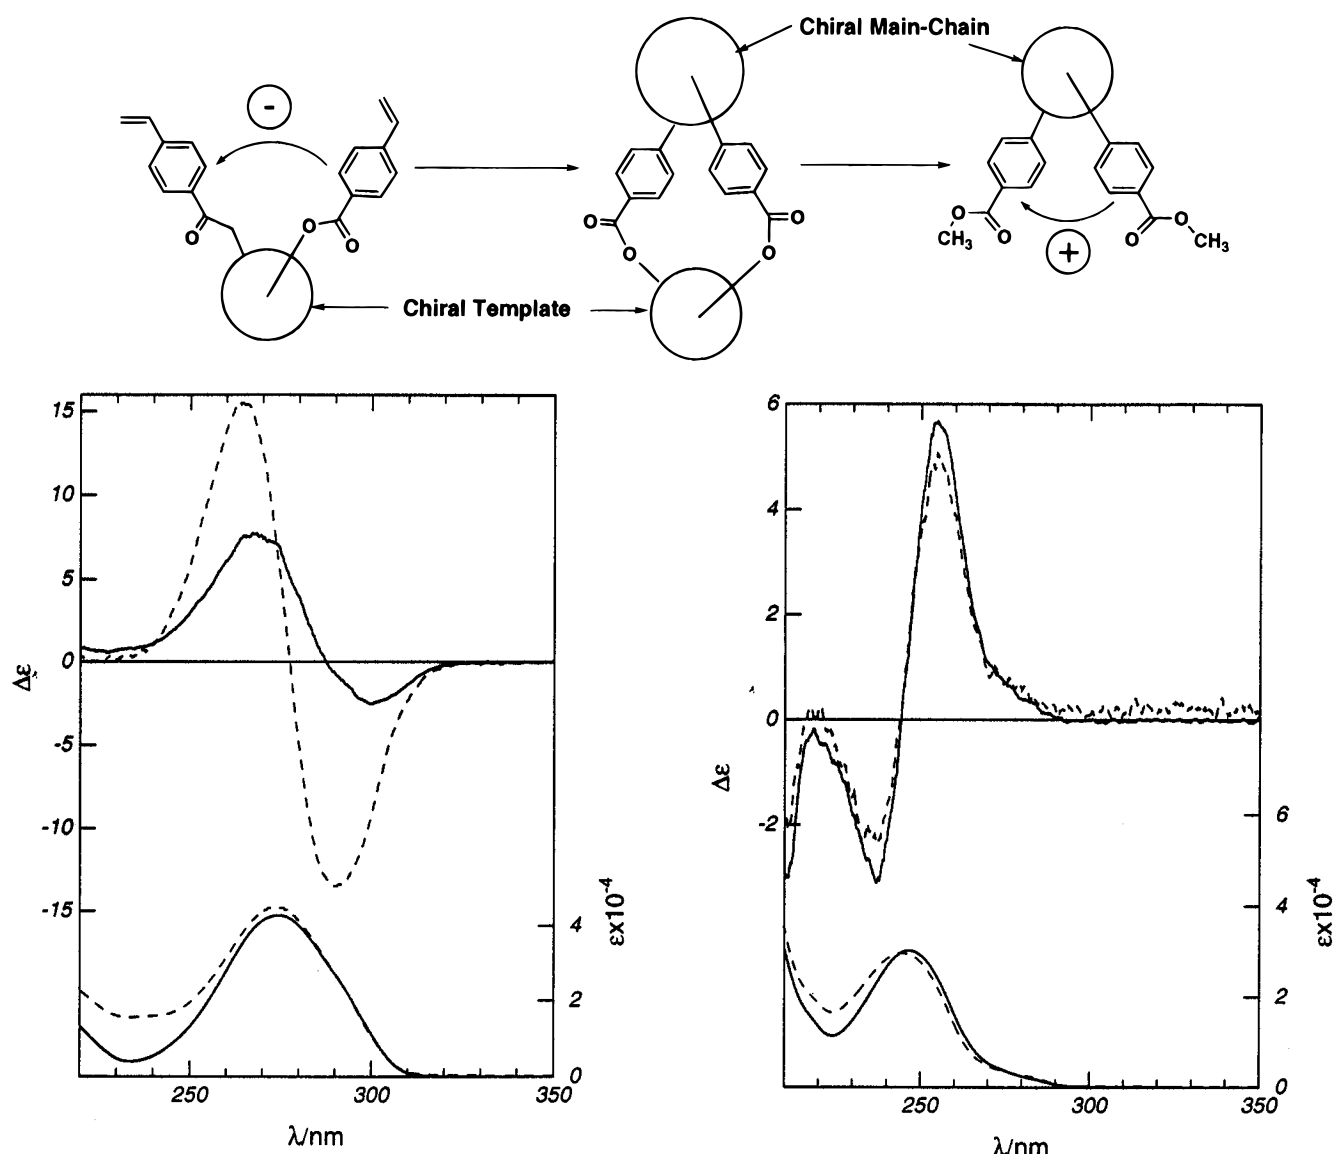 Chiral Main-Chain
-
O
O
O
O
O
O
O
O
O
O
O
CH3
CH3
+
Chiral Template
15
10
5
0
-5
-10
-15
Δε
4
2
0
εx10-4
250
300
350
λ/nm
6
4
2
0
-2
Δε
6
4
2
0
εx10-4
250
300
350
λ/nm